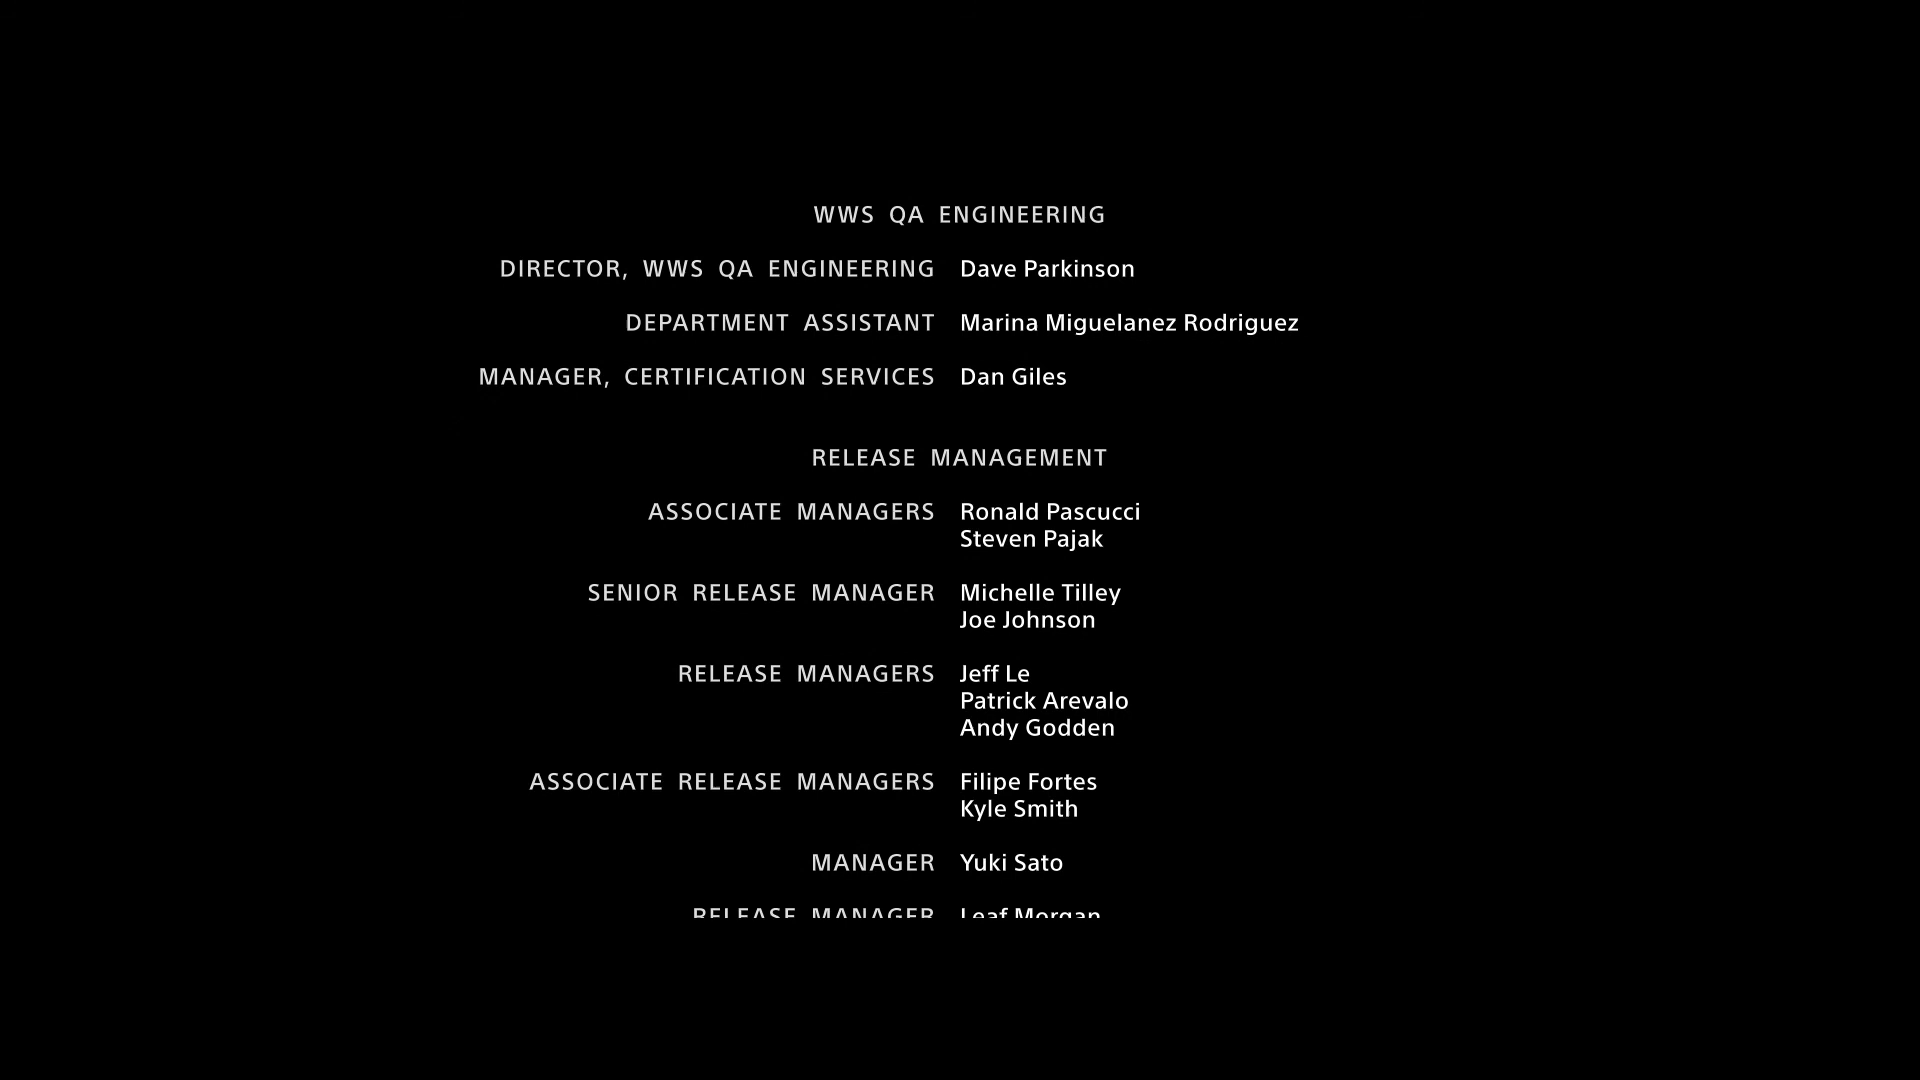 WWS QA ENGINEERING
DIRECTOR, WWS QA ENGINEERING Dave Parkinson
DEPARTMENT ASSISTANT Marina Miguelanez Rodriguez
MANAGER, CERTIFICATION SERVICES Dan Giles
RELEASE MANAGEMENT
ASSOCIATE MANAGERS Ronald Pascucci
Steven Pajak
SENIOR RELEASE MANAGER Michelle Tilley
Joe Johnson
RELEASE MANAGERS Jeff Le
Patrick Arevalo
Andy Godden
ASSOCIATE RELEASE MANAGERS Filipe Fortes
Kyle Smith
MANAGER Yuki Sato
RELEASE MANAGER Leaf Morgan